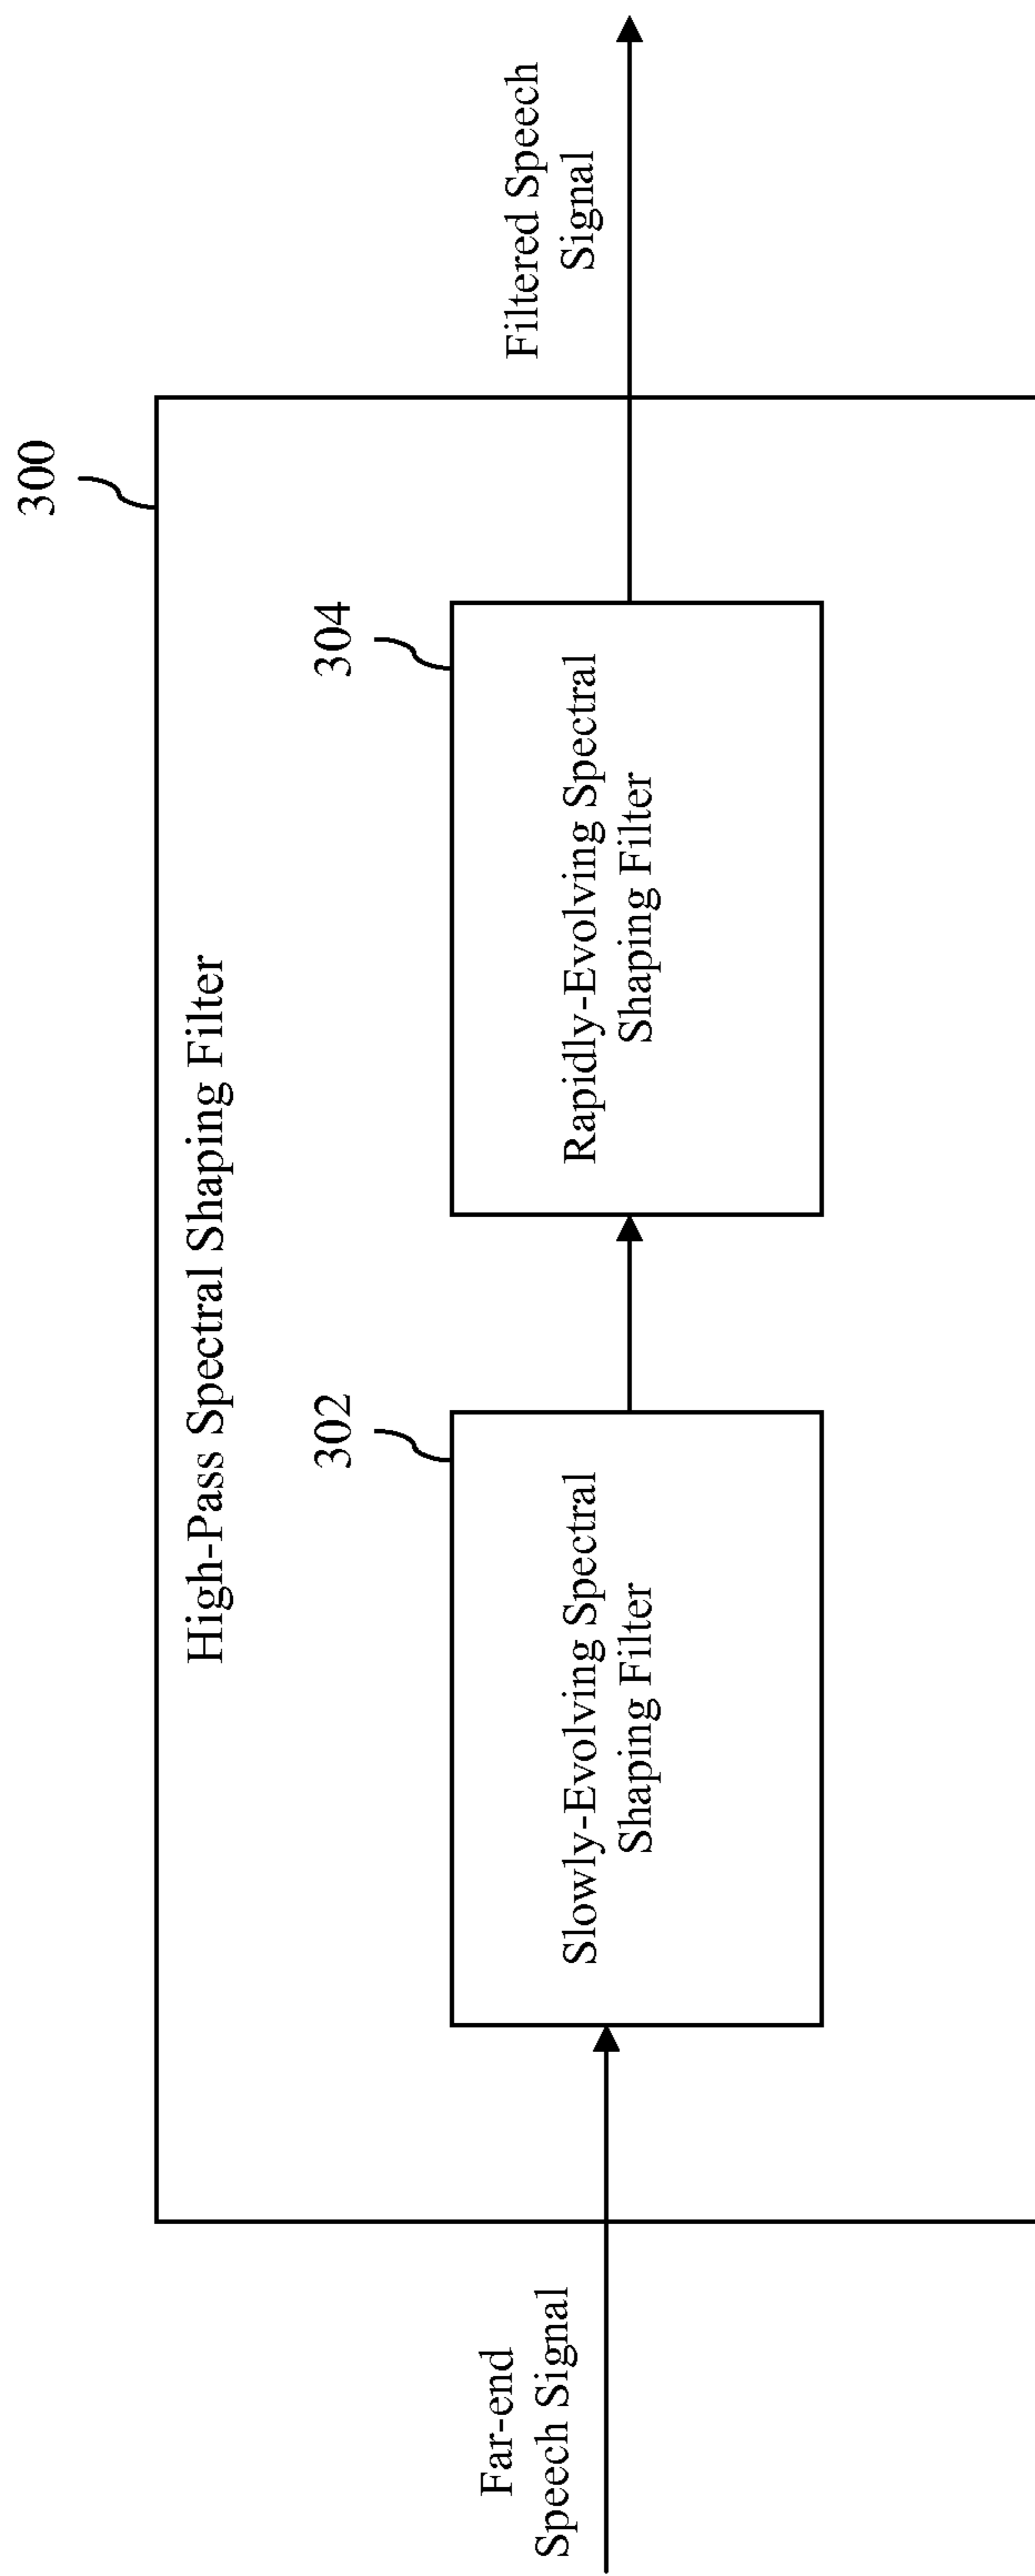 300
High-Pass Spectral Shaping Filter
302
304
Far-end
Speech Signal
Slowly-Evolving Spectral
Shaping Filter
Rapidly-Evolving Spectral
Shaping Filter
Filtered Speech
Signal